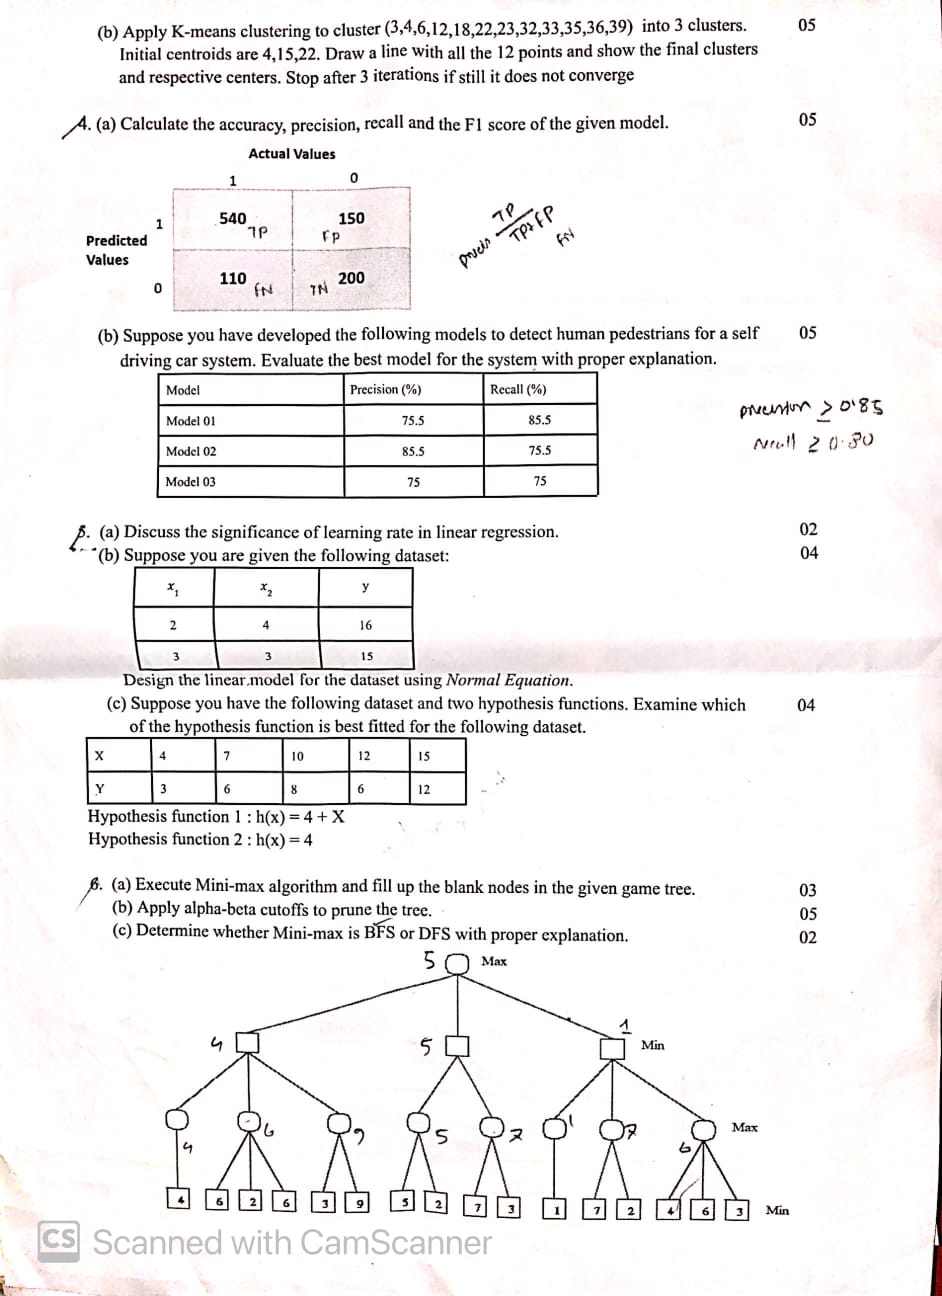 (b) Apply K-means clustering to cluster (3,4,6,12,18,22,23,32,33,35,36,39) into 3 clusters. 05
Initial centroids are 4,15,22. Draw a line with all the 12 points and show the final clusters
and respective centers. Stop after 3 iterations if still it does not converge
4. (a) Calculate the accuracy, precision, recall and the F1 score of the given model. 05
Actual Values
1 0
1 540 TP 150 FP
Predicted
Values
0 110 FN TN 200
TP
TP+FP
FN
(b) Suppose you have developed the following models to detect human pedestrians for a self 05
driving car system. Evaluate the best model for the system with proper explanation.
Model Precision (%) Recall (%)
Model 01 75.5 85.5
Model 02 85.5 75.5
Model 03 75 75
precision ≥ 0.85
recall ≥ 0.80
5. (a) Discuss the significance of learning rate in linear regression. 02
(b) Suppose you are given the following dataset: 04
x1 x2 y
2 4 16
3 3 15
Design the linear model for the dataset using Normal Equation.
(c) Suppose you have the following dataset and two hypothesis functions. Examine which 04
of the hypothesis function is best fitted for the following dataset.
X 4 7 10 12 15
Y 3 6 8 6 12
Hypothesis function 1 : h(x) = 4 + X
Hypothesis function 2 : h(x) = 4
6. (a) Execute Mini-max algorithm and fill up the blank nodes in the given game tree. 03
(b) Apply alpha-beta cutoffs to prune the tree. 05
(c) Determine whether Mini-max is BFS or DFS with proper explanation. 02
5 Max
4 5 1 Min
4 6 9 5 7 1 7 6 Max
4 6 2 6 3 9 5 2 7 3 1 7 2 4 6 3 Min
CS Scanned with CamScanner